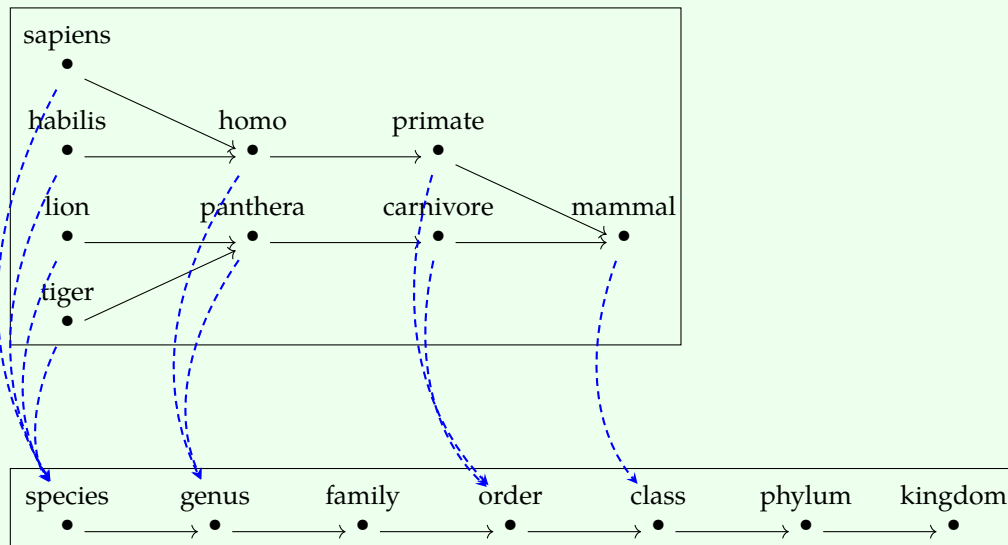 sapiens
habilis homo primate
lion panthera carnivore mammal
tiger
species genus family order class phylum kingdom